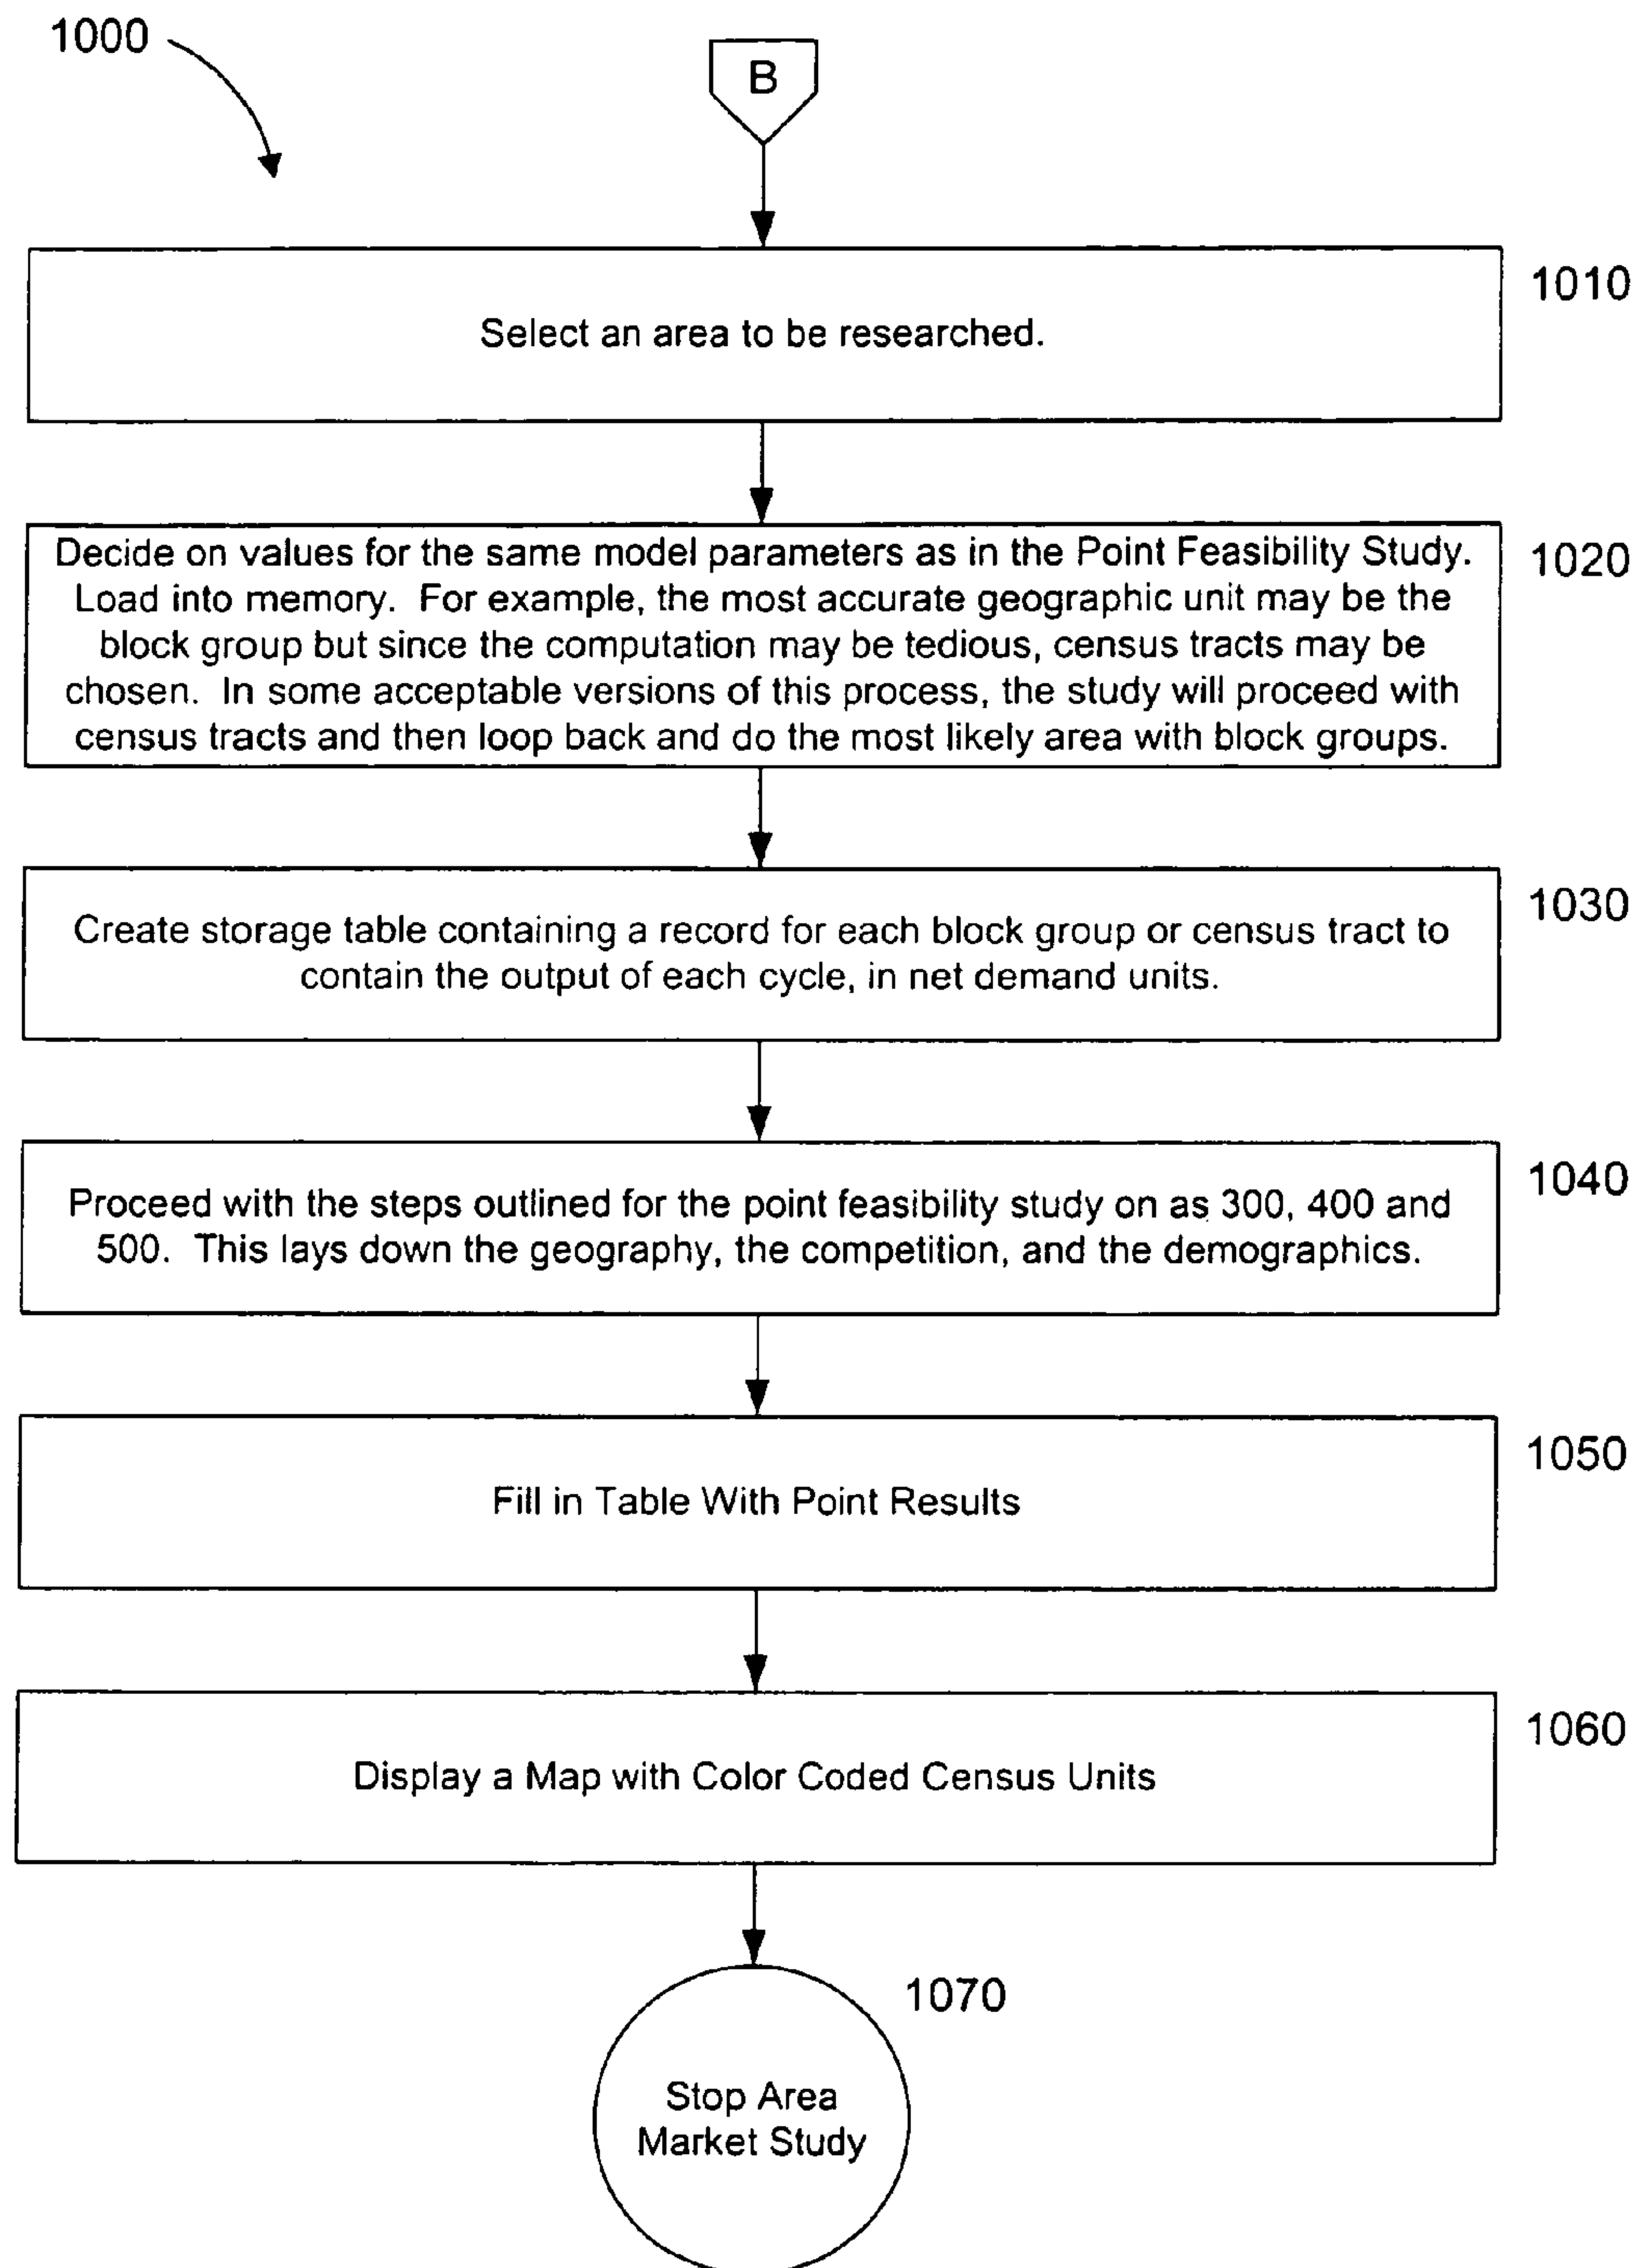 1000
B
1010
Select an area to be researched.
1020
Decide on values for the same model parameters as in the Point Feasibility Study.
Load into memory. For example, the most accurate geographic unit may be the
block group but since the computation may be tedious, census tracts may be
chosen. In some acceptable versions of this process, the study will proceed with
census tracts and then loop back and do the most likely area with block groups.
1030
Create storage table containing a record for each block group or census tract to
contain the output of each cycle, in net demand units.
1040
Proceed with the steps outlined for the point feasibility study on as 300, 400 and
500. This lays down the geography, the competition, and the demographics.
1050
Fill in Table With Point Results
1060
Display a Map with Color Coded Census Units
1070
Stop Area
Market Study